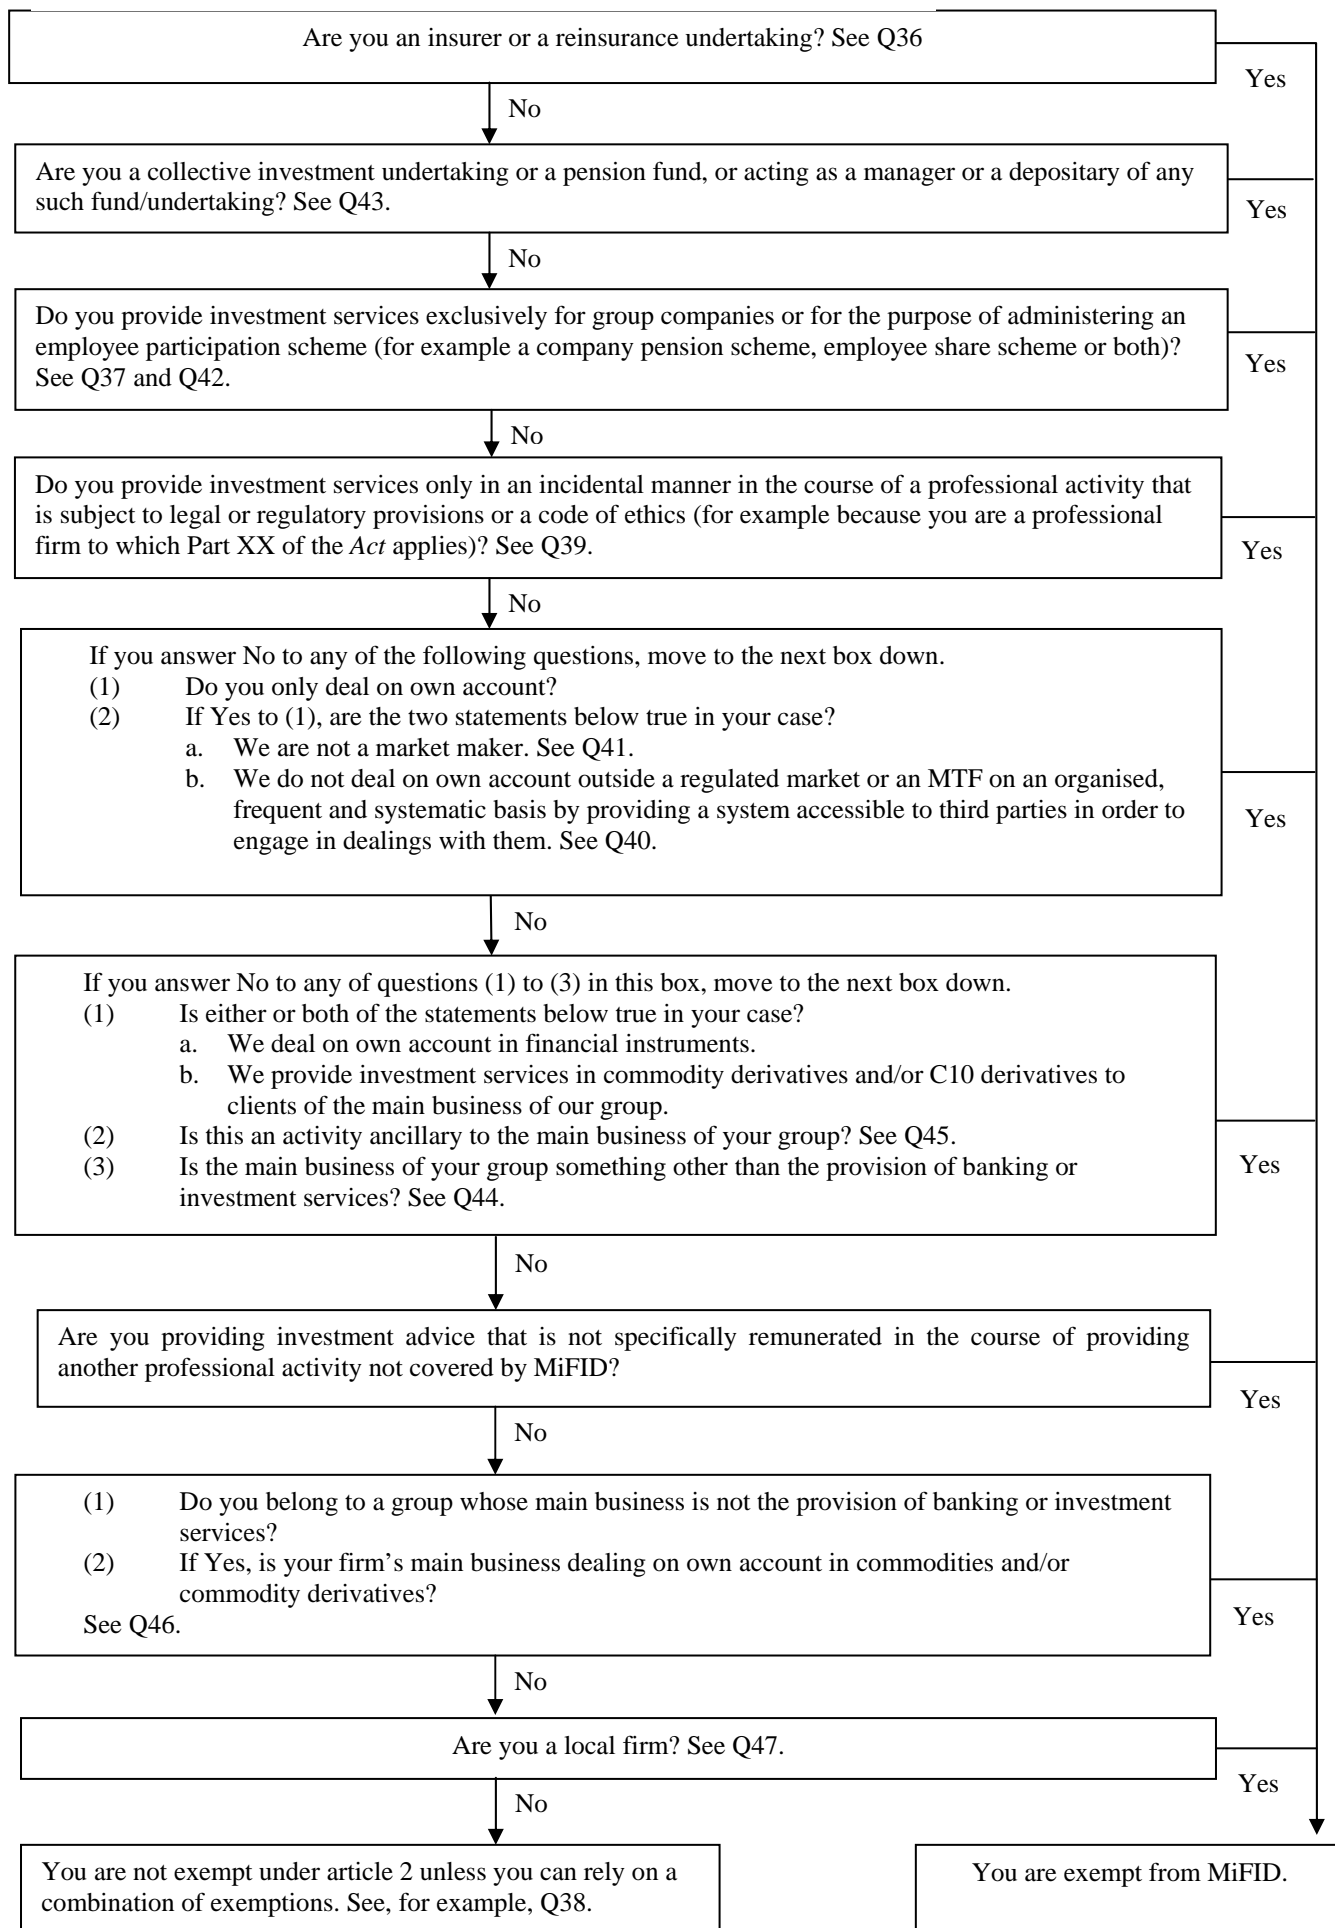 Are you an insurer or a reinsurance undertaking? See Q36
Yes
No
Are you a collective investment undertaking or a pension fund, or acting as a manager or a depositary of any
such fund/undertaking? See Q43.
Yes
No
Do you provide investment services exclusively for group companies or for the purpose of administering an
employee participation scheme (for example a company pension scheme, employee share scheme or both)?
See Q37 and Q42.
Yes
No
Do you provide investment services only in an incidental manner in the course of a professional activity that
is subject to legal or regulatory provisions or a code of ethics (for example because you are a professional
firm to which Part XX of the Act applies)? See Q39.
Yes
No
If you answer No to any of the following questions, move to the next box down.
(1) Do you only deal on own account?
(2) If Yes to (1), are the two statements below true in your case?
a. We are not a market maker. See Q41.
b. We do not deal on own account outside a regulated market or an MTF on an organised,
frequent and systematic basis by providing a system accessible to third parties in order to
engage in dealings with them. See Q40.
Yes
No
If you answer No to any of questions (1) to (3) in this box, move to the next box down.
(1) Is either or both of the statements below true in your case?
a. We deal on own account in financial instruments.
b. We provide investment services in commodity derivatives and/or C10 derivatives to
clients of the main business of our group.
(2) Is this an activity ancillary to the main business of your group? See Q45.
(3) Is the main business of your group something other than the provision of banking or
investment services? See Q44.
Yes
No
Are you providing investment advice that is not specifically remunerated in the course of providing
another professional activity not covered by MiFID?
Yes
No
(1) Do you belong to a group whose main business is not the provision of banking or investment
services?
(2) If Yes, is your firm's main business dealing on own account in commodities and/or
commodity derivatives?
See Q46.
Yes
No
Are you a local firm? See Q47.
Yes
No
You are not exempt under article 2 unless you can rely on a
combination of exemptions. See, for example, Q38.
You are exempt from MiFID.